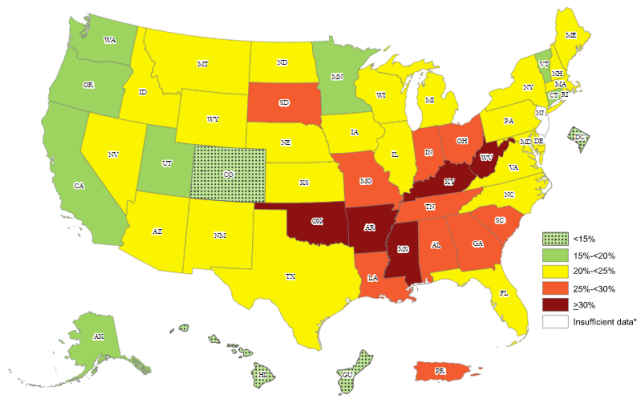 WA
OR
CA
NV
ID
MT
WY
UT
AZ
CO
NM
ND
SD
NE
KS
OK
TX
MN
IA
MO
AR
LA
WI
IL
MI
IN
OH
KY
TN
MS
AL
GA
FL
SC
NC
VA
WV
MD
DE
PA
NJ
NY
CT
RI
MA
VT
NH
ME
DC
AK
HI
GU
PR
<15%
15%-<20%
20%-<25%
25%-<30%
>30%
Insufficient data*